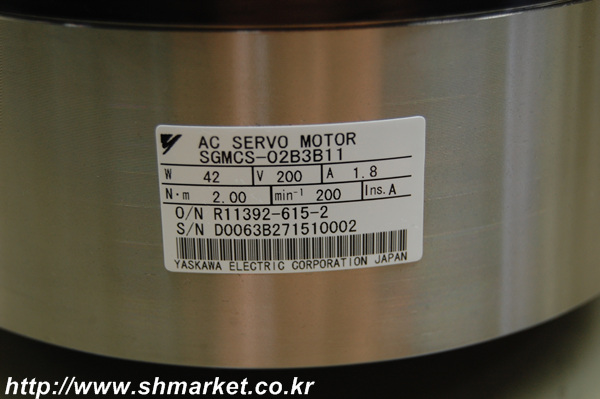 AC SERVO MOTOR
SGMCS-02B3B11
W 42 V 200 A 1.8
N·m 2.00 min⁻¹ 200 Ins. A
O/N R11392-615-2
S/N D0063B271510002
YASKAWA ELECTRIC CORPORATION JAPAN
http://www.shmarket.co.kr